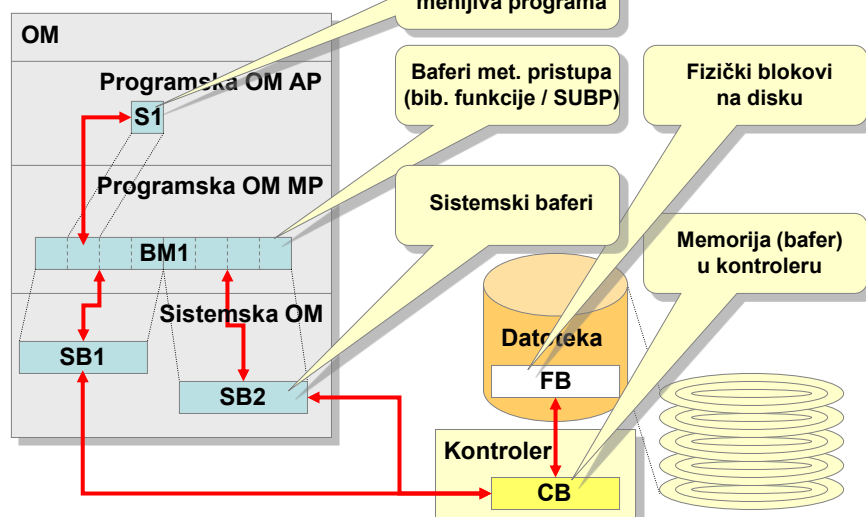 menljiva programa
OM
Programska OM AP
S1
Baferi met. pristupa
(bib. funkcije / SUBP)
Fizički blokovi
na disku
Programska OM MP
Sistemski baferi
BM1
Memorija (bafer)
u kontroleru
Sistemska OM
SB1
SB2
Datoteka
FB
Kontroler
CB